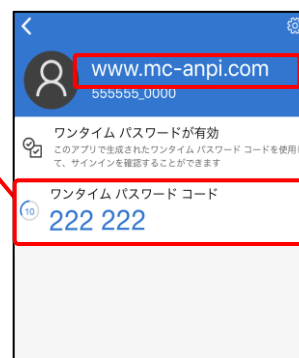 www.mc-anpi.com
555555_0000
ワンタイム パスワードが有効
このアプリで生成されたワンタイム パスワード コードを使用し
て、サインインを確認することができます
ワンタイム パスワード コード
10
222 222